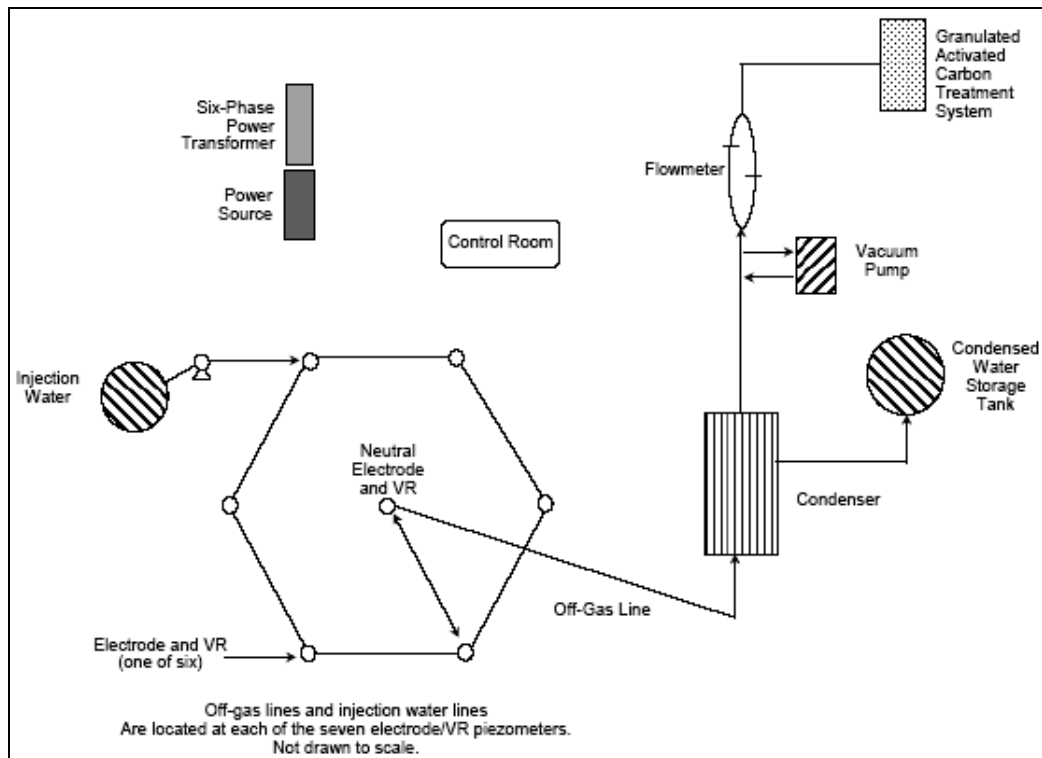 Granulated
Activated
Carbon
Treatment
System
Six-Phase
Power
Transformer
Flowmeter
Power
Source
Control Room
Vacuum
Pump
Injection
Water
Condensed
Water
Storage
Tank
Neutral
Electrode
and VR
Condenser
Off-Gas Line
Electrode and VR
(one of six)
Off-gas lines and injection water lines
Are located at each of the seven electrode/VR piezometers.
Not drawn to scale.